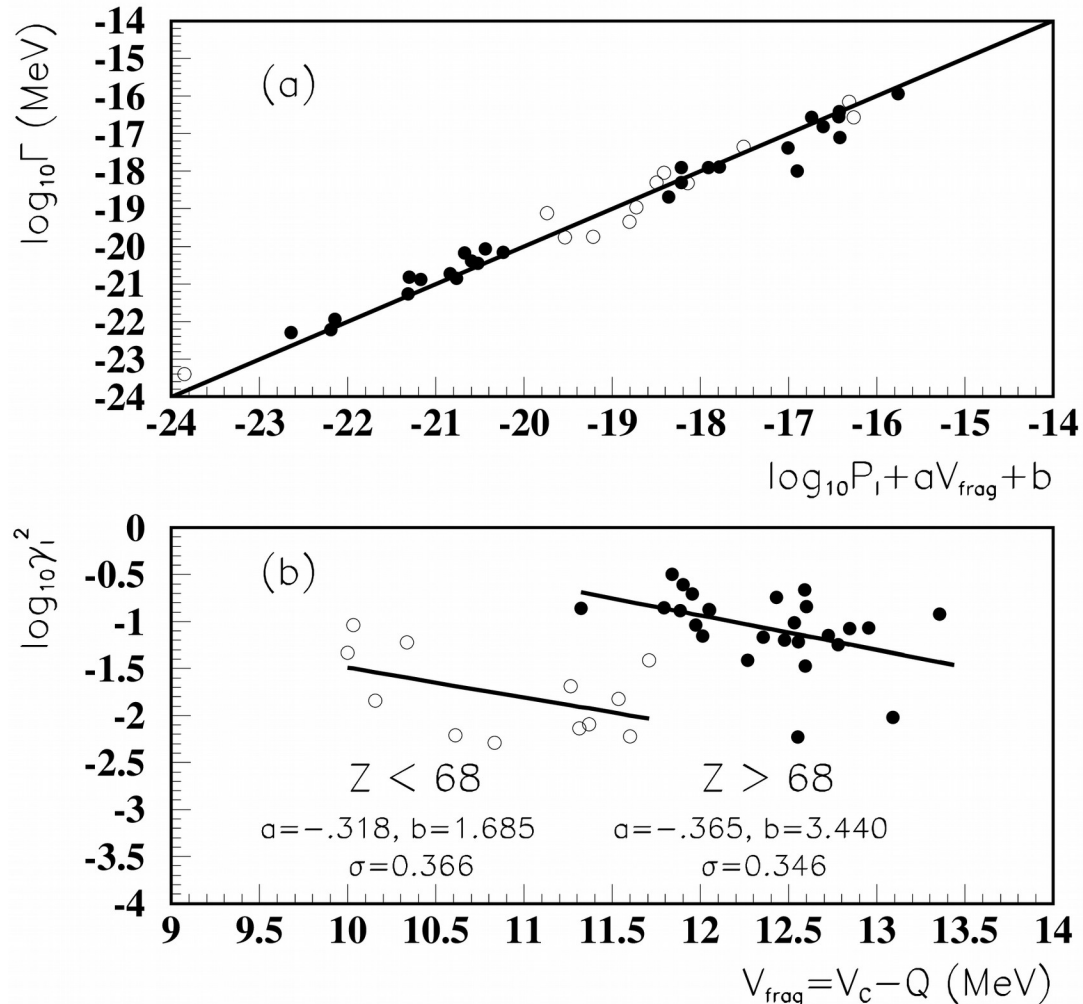 (a)
log₁₀Γ (MeV)
-14
-15
-16
-17
-18
-19
-20
-21
-22
-23
-24
-24 -23 -22 -21 -20 -19 -18 -17 -16 -15 -14
log₁₀P_l+aV_frag+b
(b)
log₁₀γ_l²
0
-0.5
-1
-1.5
-2
-2.5
-3
-3.5
-4
Z < 68 Z > 68
a=-.318, b=1.685 a=-.365, b=3.440
σ=0.366 σ=0.346
9 9.5 10 10.5 11 11.5 12 12.5 13 13.5 14
V_frag=V_C-Q (MeV)